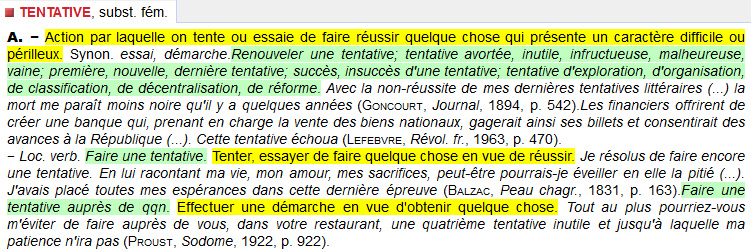 TENTATIVE, subst. fém.
A. − Action par laquelle on tente ou essaie de faire réussir quelque chose qui présente un caractère difficile ou
périlleux. Synon. essai, démarche.Renouveler une tentative; tentative avortée, inutile, infructueuse, malheureuse,
vaine; première, nouvelle, dernière tentative; succès, insuccès d'une tentative; tentative d'exploration, d'organisation,
de classification, de décentralisation, de réforme. Avec la non-réussite de mes dernières tentatives littéraires (...) la
mort me paraît moins noire qu'il y a quelques années (GONCOURT, Journal, 1894, p. 542).Les financiers offrirent de
créer une banque qui, prenant en charge la vente des biens nationaux, gagerait ainsi ses billets et consentirait des
avances à la République (...). Cette tentative échoua (LEFEBVRE, Révol. fr., 1963, p. 470).
− Loc. verb. Faire une tentative. Tenter, essayer de faire quelque chose en vue de réussir. Je résolus de faire encore
une tentative. En lui racontant ma vie, mon amour, mes sacrifices, peut-être pourrais-je éveiller en elle la pitié (...).
J'avais placé toutes mes espérances dans cette dernière épreuve (BALZAC, Peau chagr., 1831, p. 163).Faire une
tentative auprès de qqn. Effectuer une démarche en vue d'obtenir quelque chose. Tout au plus pourriez-vous
m'éviter de faire auprès de vous, dans votre restaurant, une quatrième tentative inutile et jusqu'à laquelle ma
patience n'ira pas (PROUST, Sodome, 1922, p. 922).